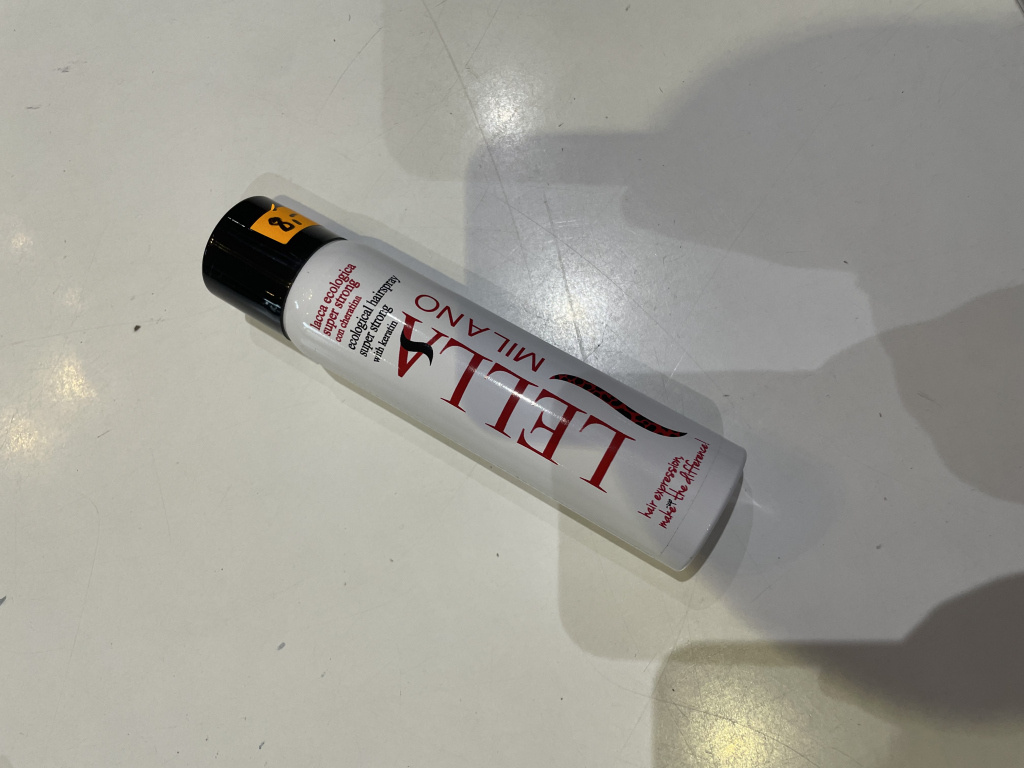 8.
lacca ecologica
super strong
con cheratina
ecological hairspray
super strong
with keratin
LELLA
MILANO
hair expression,
make the difference!